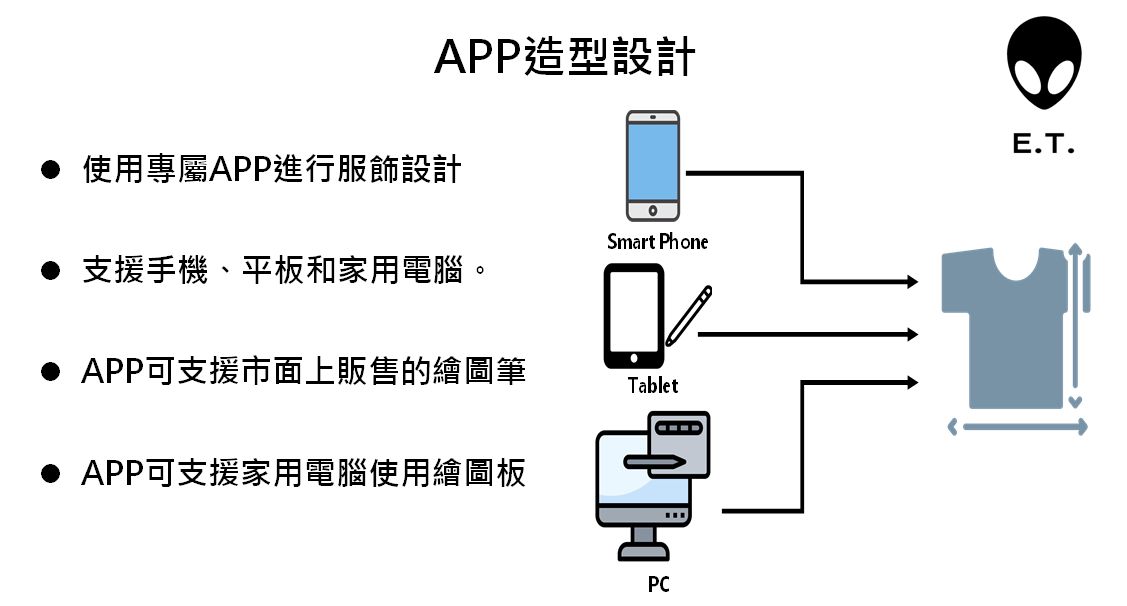 APP造型設計
E.T.
● 使用專屬APP進行服飾設計
● 支援手機、平板和家用電腦。
● APP可支援市面上販售的繪圖筆
● APP可支援家用電腦使用繪圖板
Smart Phone
Tablet
PC